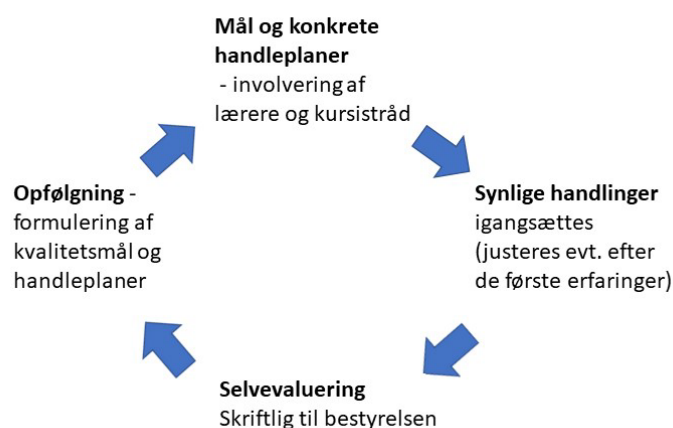 Mål og konkrete
handleplaner
- involvering af
lærere og kursistråd
Synlige handlinger
igangsættes
(justeres evt. efter
de første erfaringer)
Selvevaluering
Skriftlig til bestyrelsen
Opfølgning -
formulering af
kvalitetsmål og
handleplaner